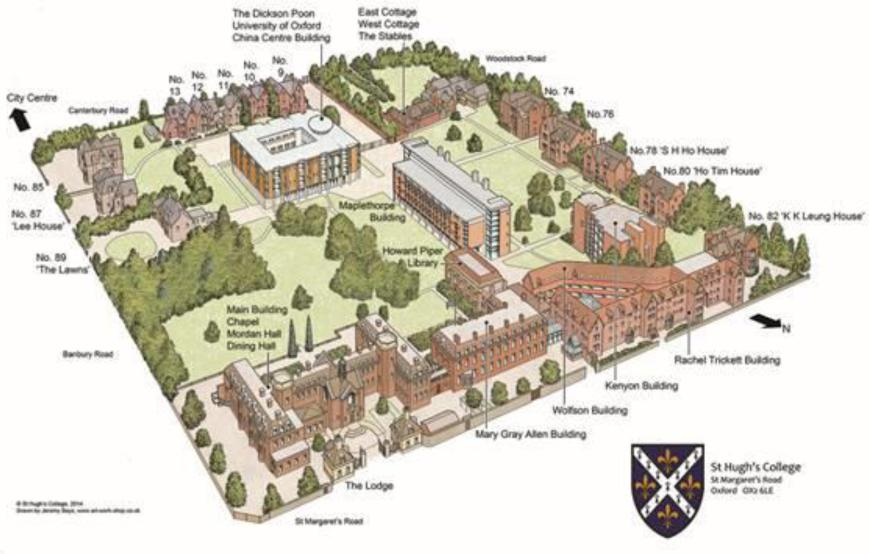 The Dickson Poon
University of Oxford
China Centre Building
East Cottage
West Cottage
The Stables
Woodstock Road
No.
13
No.
12
No.
11
No.
10
No.
9
No. 74
City Centre
Canterbury Road
No.76
No.78 'S H Ho House'
No.80 'Ho Tim House'
No. 85
No. 87
'Lee House'
Maplethorpe
Building
No. 82 'K K Leung House'
No. 89
'The Lawns'
Howard Piper
Library
Main Building
Chapel
Mordan Hall
Dining Hall
N
Banbury Road
Rachel Trickett Building
Kenyon Building
Wolfson Building
Mary Gray Allen Building
The Lodge
St Hugh's College
St Margaret's Road
Oxford OX2 6LE
© St Hugh's College, 2014
St Margaret's Road